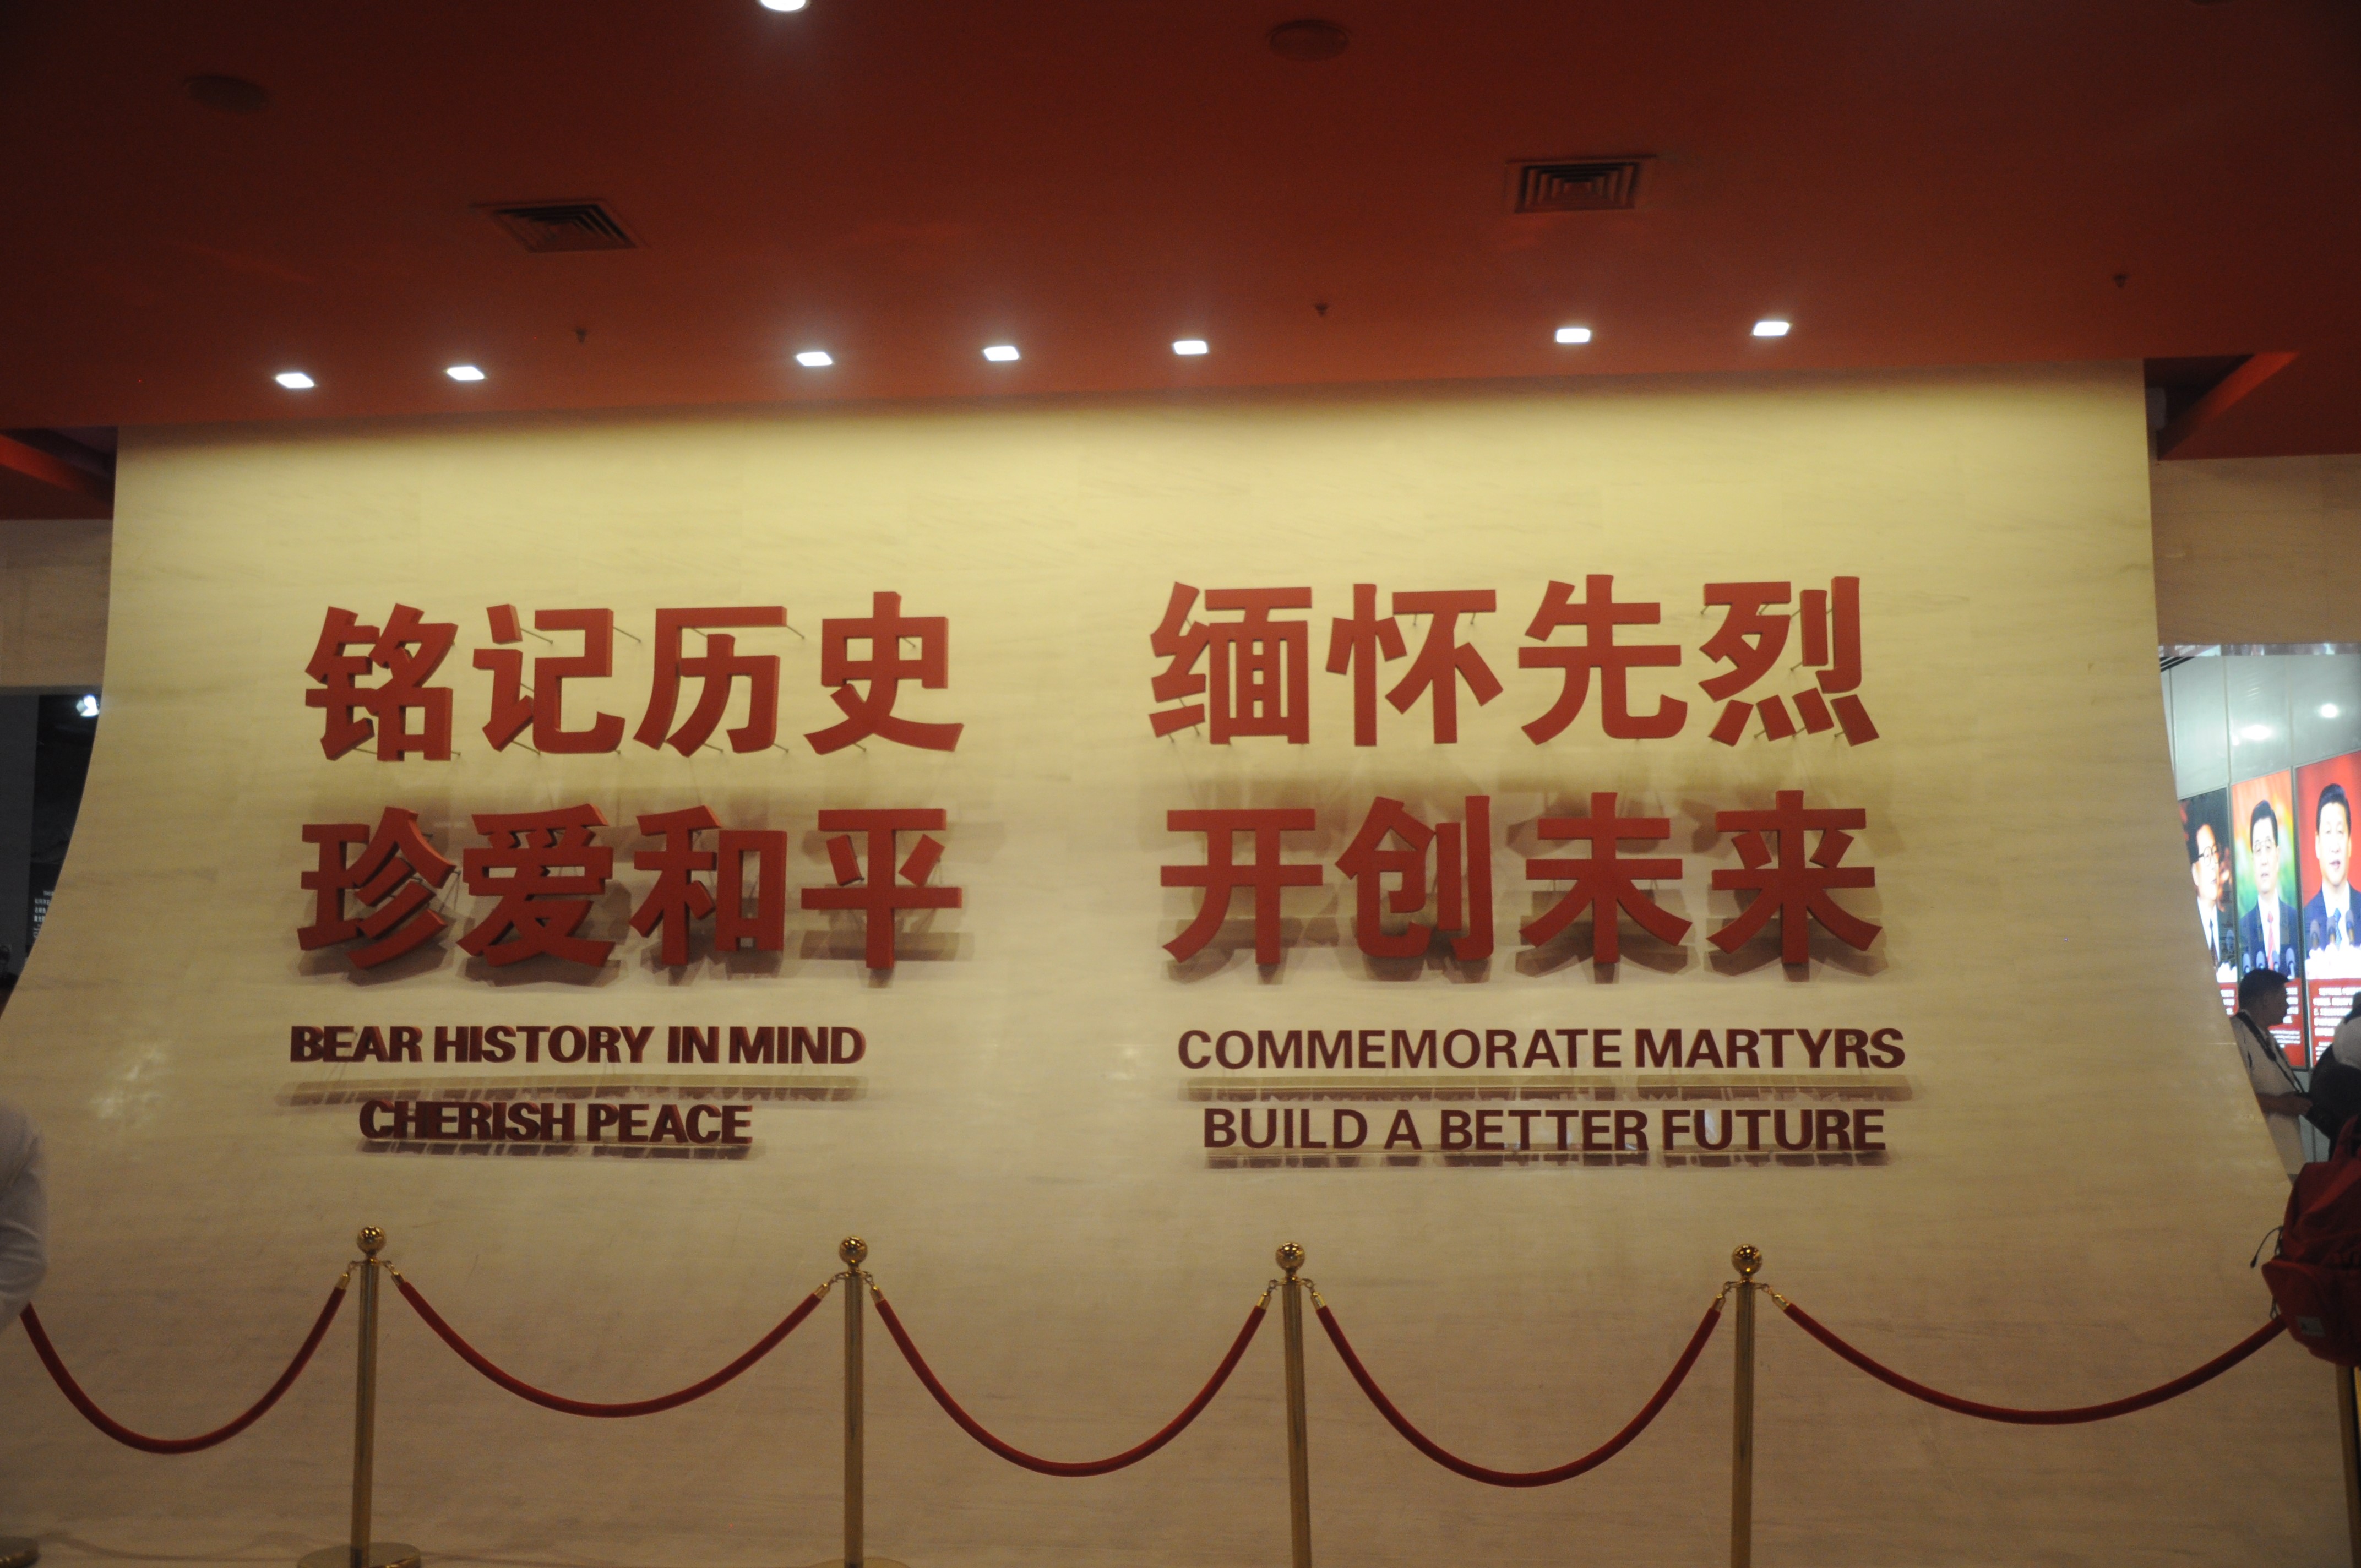 铭记历史 缅怀先烈
珍爱和平 开创未来
BEAR HISTORY IN MIND COMMEMORATE MARTYRS
CHERISH PEACE BUILD A BETTER FUTURE